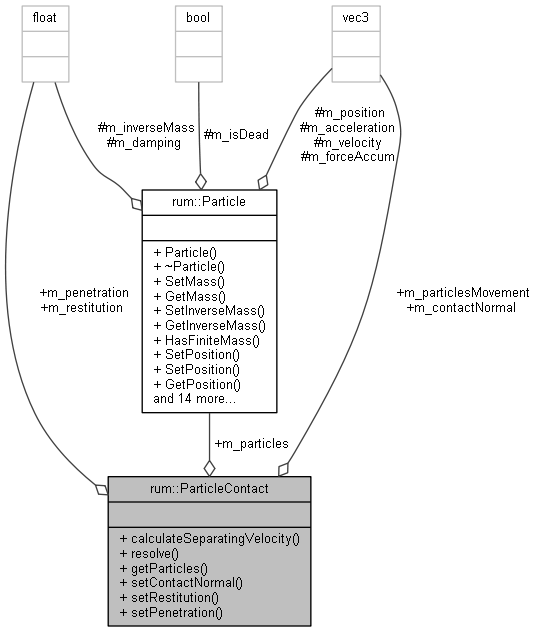 float
bool
vec3
#m_inverseMass
#m_damping
#m_isDead
#m_position
#m_acceleration
#m_velocity
#m_forceAccum
rum::Particle
+ Particle()
+ ~Particle()
+ SetMass()
+ GetMass()
+ SetInverseMass()
+ GetInverseMass()
+ HasFiniteMass()
+ SetPosition()
+ SetPosition()
+ GetPosition()
and 14 more...
+m_penetration
+m_restitution
+m_particlesMovement
+m_contactNormal
+m_particles
rum::ParticleContact
+ calculateSeparatingVelocity()
+ resolve()
+ getParticles()
+ setContactNormal()
+ setRestitution()
+ setPenetration()